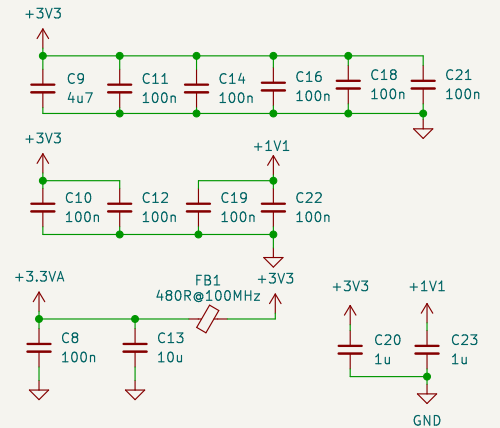 +3V3
C9 C11 C14 C16 C18 C21
4u7 100n 100n 100n 100n 100n
+3V3 +1V1
C10 C12 C19 C22
100n 100n 100n 100n
+3.3VA FB1 +3V3 +3V3 +1V1
480R@100MHz
C8 C13 C20 C23
100n 10u 1u 1u
GND